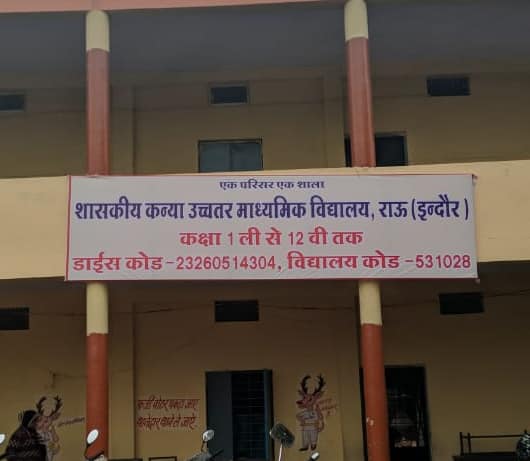 एक परिसर एक शाला
शासकीय कन्या उच्चतर माध्यमिक विद्यालय, राऊ (इन्दौर)
कक्षा 1 ली से 12 वी तक
डाईस कोड -23260514304, विद्यालय कोड -531028